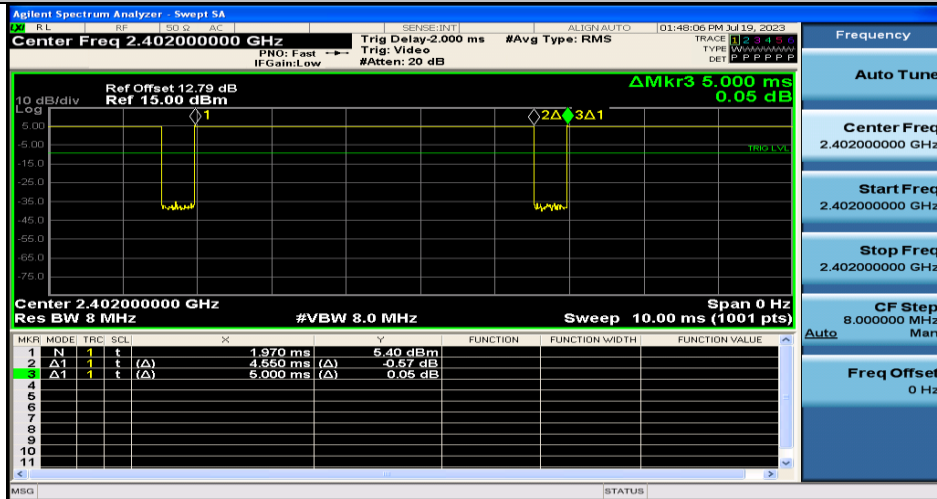 Agilent Spectrum Analyzer - Swept SA
LXI RL RF 50 Ω AC SENSE:INT ALIGN AUTO 01:48:06 PM Jul 19, 2023
Center Freq 2.402000000 GHz
PNO: Fast
IFGain:Low
Trig Delay-2.000 ms
Trig: Video
#Atten: 20 dB
#Avg Type: RMS
TRACE 1 2 3 4 5 6
TYPE WWWWWW
DET P P P P P P
Frequency
Auto Tune
Center Freq
2.402000000 GHz
Start Freq
2.402000000 GHz
Stop Freq
2.402000000 GHz
CF Step
8.000000 MHz
Auto Man
Freq Offset
0 Hz
ΔMkr3 5.000 ms
0.05 dB
Ref Offset 12.79 dB
10 dB/div Ref 15.00 dBm
Log
1
2Δ 3Δ1
5.00
-5.00
TRIG LVL
-15.0
-25.0
-35.0
-45.0
-55.0
-65.0
-75.0
Center 2.402000000 GHz Span 0 Hz
Res BW 8 MHz #VBW 8.0 MHz Sweep 10.00 ms (1001 pts)
MKR MODE TRC SCL X Y FUNCTION FUNCTION WIDTH FUNCTION VALUE
1 N 1 t 1.970 ms 5.40 dBm
2 Δ1 1 t (Δ) 4.550 ms (Δ) -0.57 dB
3 Δ1 1 t (Δ) 5.000 ms (Δ) 0.05 dB
4
5
6
7
8
9
10
11
MSG STATUS